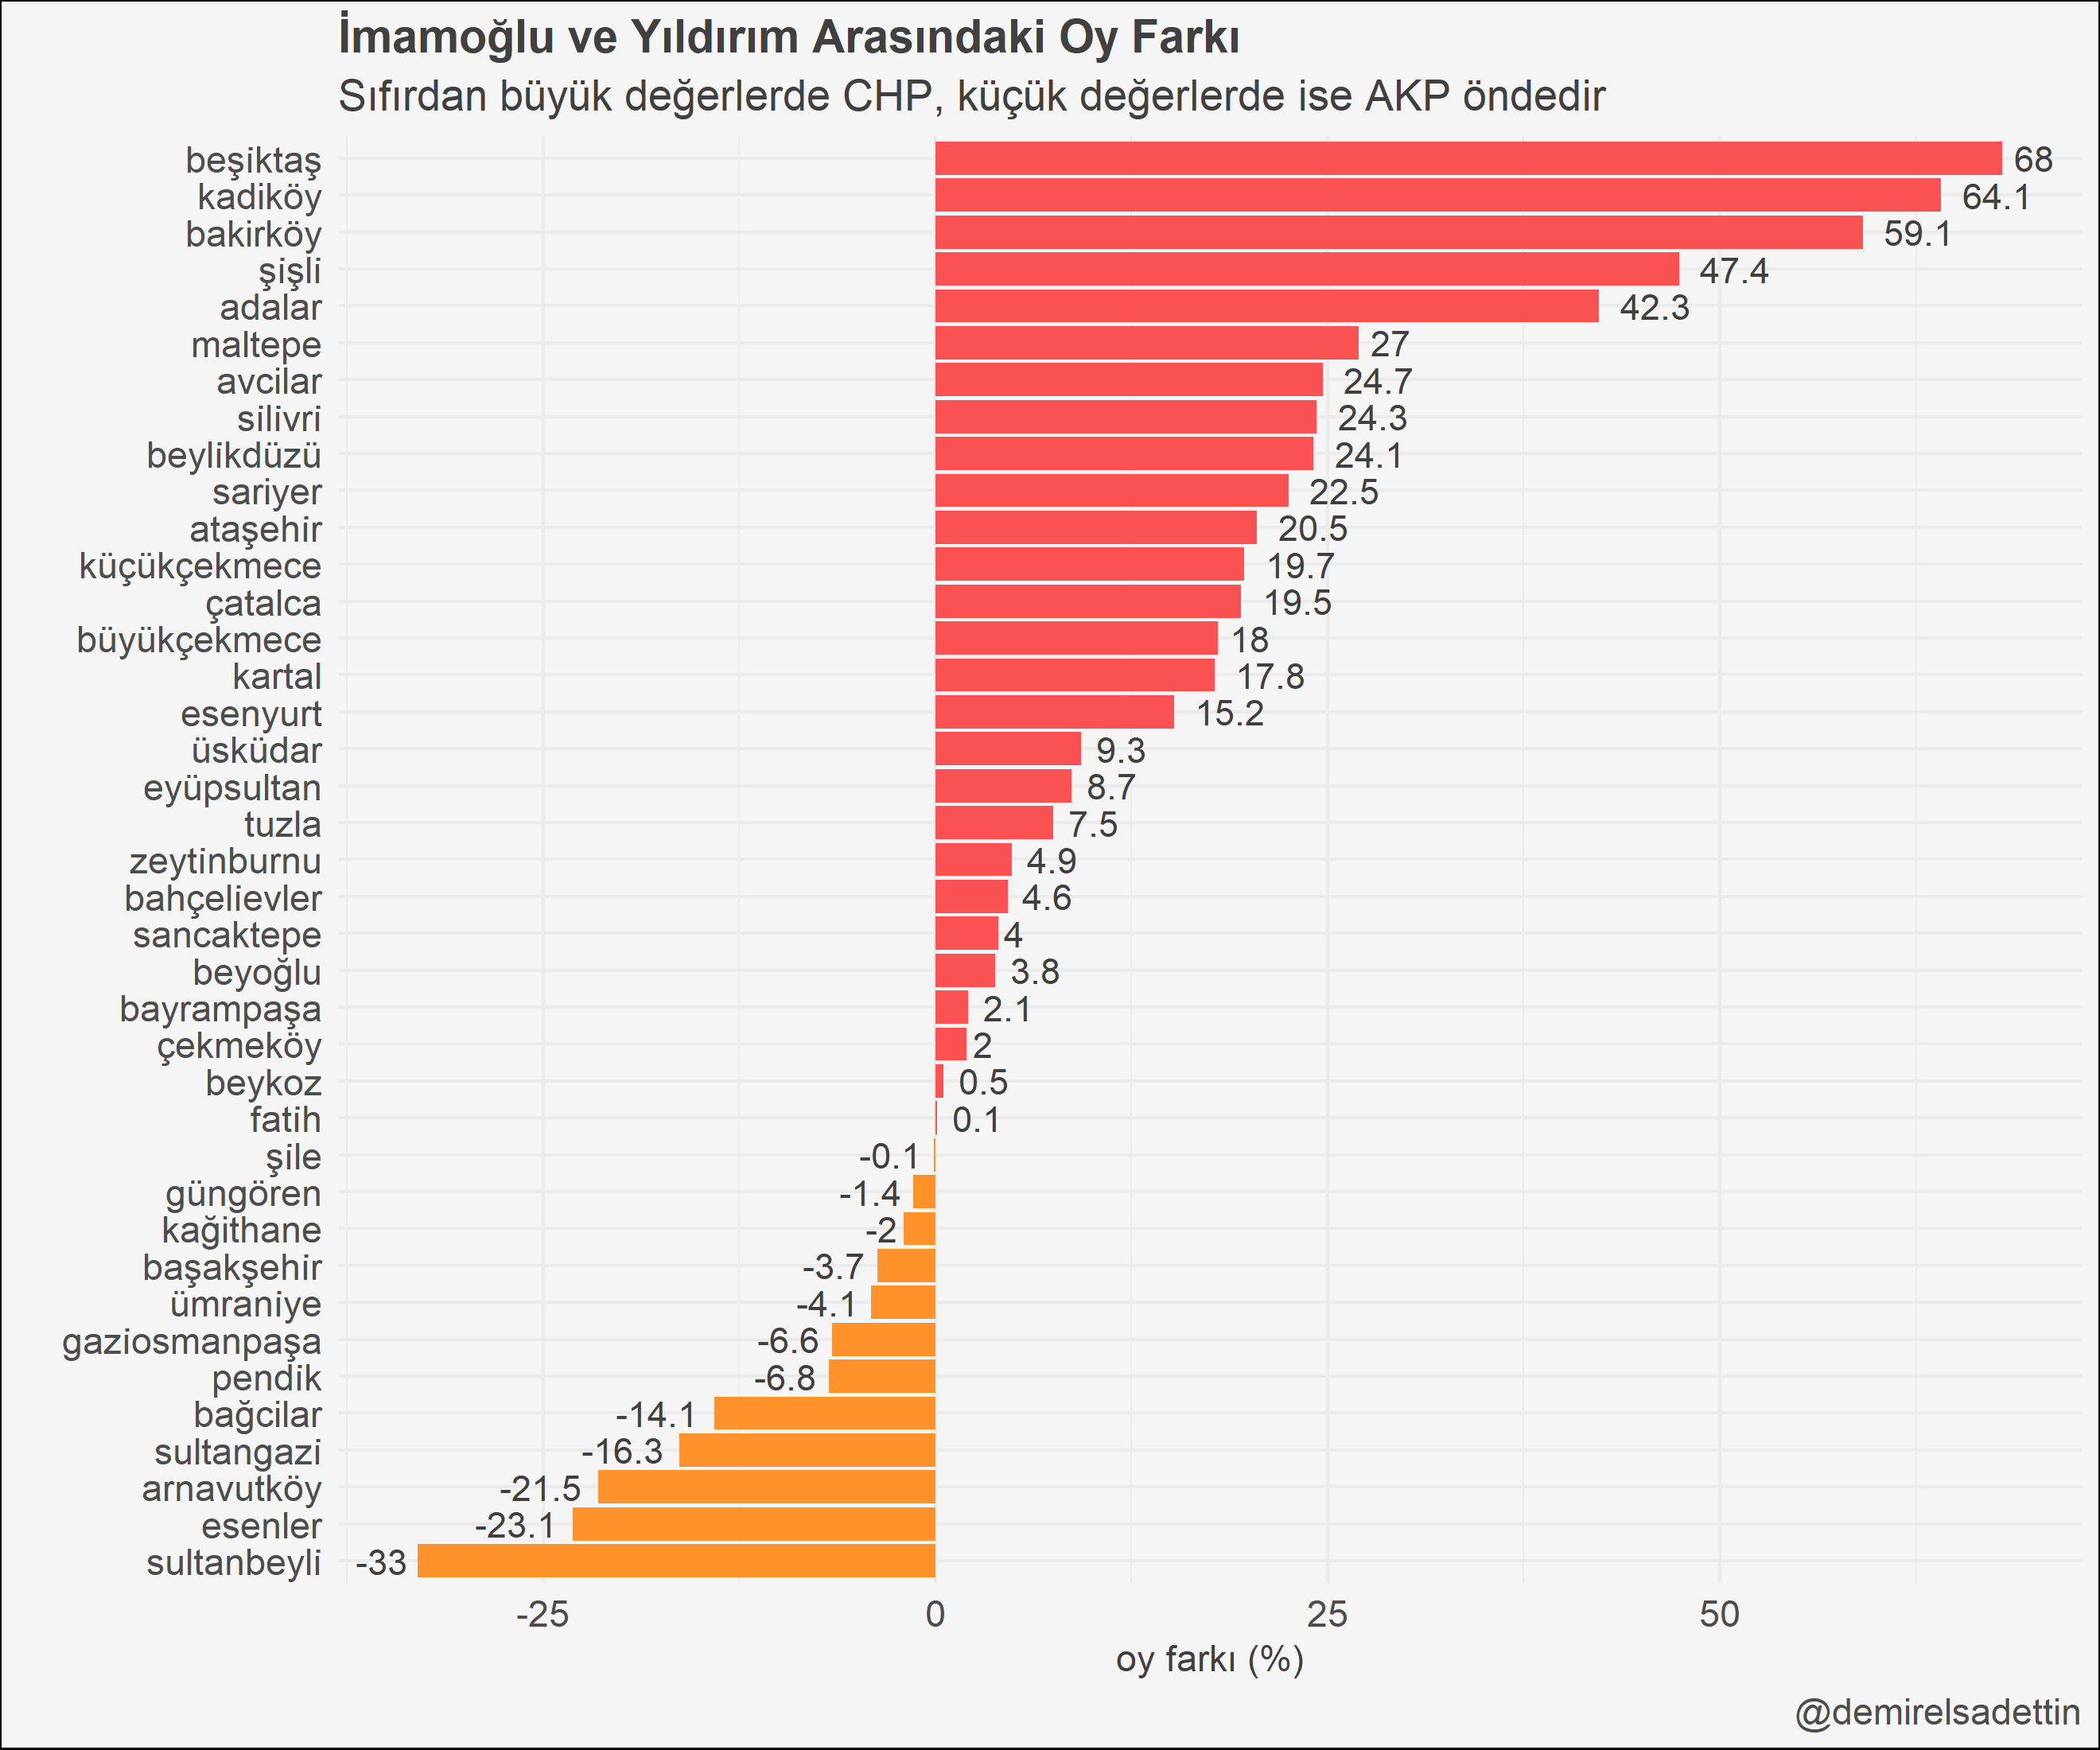 İmamoğlu ve Yıldırım Arasındaki Oy Farkı
Sıfırdan büyük değerlerde CHP, küçük değerlerde ise AKP öndedir
beşiktaş 68
kadiköy 64.1
bakirköy 59.1
şişli 47.4
adalar 42.3
maltepe 27
avcilar 24.7
silivri 24.3
beylikdüzü 24.1
sariyer 22.5
ataşehir 20.5
küçükçekmece 19.7
çatalca 19.5
büyükçekmece 18
kartal 17.8
esenyurt 15.2
üsküdar 9.3
eyüpsultan 8.7
tuzla 7.5
zeytinburnu 4.9
bahçelievler 4.6
sancaktepe 4
beyoğlu 3.8
bayrampaşa 2.1
çekmeköy 2
beykoz 0.5
fatih 0.1
şile -0.1
güngören -1.4
kağithane -2
başakşehir -3.7
ümraniye -4.1
gaziosmanpaşa -6.6
pendik -6.8
bağcilar -14.1
sultangazi -16.3
arnavutköy -21.5
esenler -23.1
sultanbeyli -33
-25 0 25 50
oy farkı (%)
@demirelsadettin